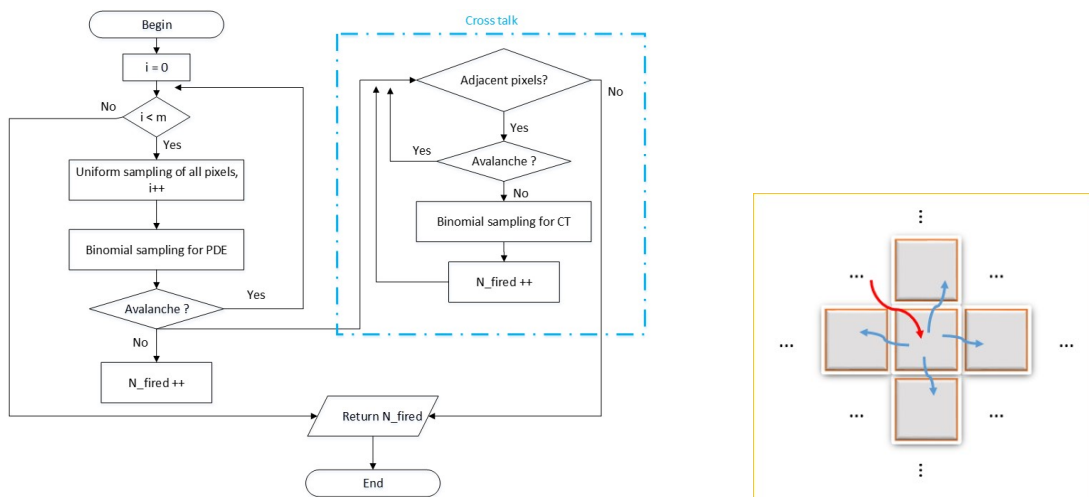 Begin
i = 0
i < m
No
Yes
Uniform sampling of all pixels,
i++
Binomial sampling for PDE
Avalanche ?
Yes
No
N_fired ++
Cross talk
Adjacent pixels?
No
Yes
Avalanche ?
Yes
No
Binomial sampling for CT
N_fired ++
Return N_fired
End
...
... ...
... ...
... ...
...